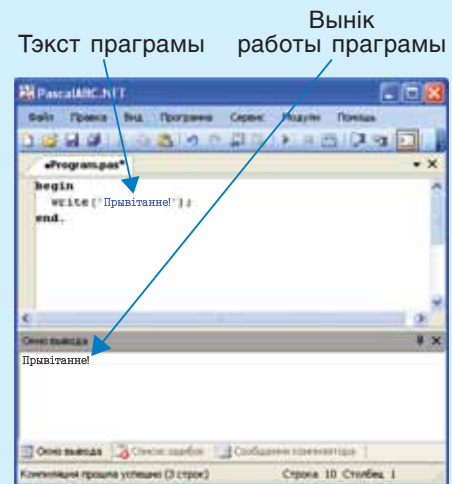 Тэкст праграмы
Вынік
работы праграмы
PascalABC.NET
Файл Правка Вид Программа Сервис Модули Помощь
•Program.pas*
begin
write('Прывітанне!');
end.
Окно вывода
Прывітанне!
Окно вывода Список ошибок Сообщения компилятора
Компиляция прошла успешно (3 строк) Строка 10 Столбец 1